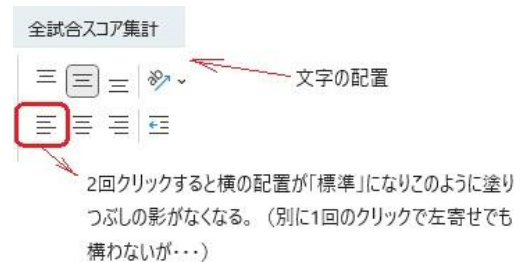 全試合スコア集計
文字の配置
2回クリックすると横の配置が「標準」になりこのように塗り
つぶしの影がなくなる。（別に1回のクリックで左寄せでも
構わないが・・・）